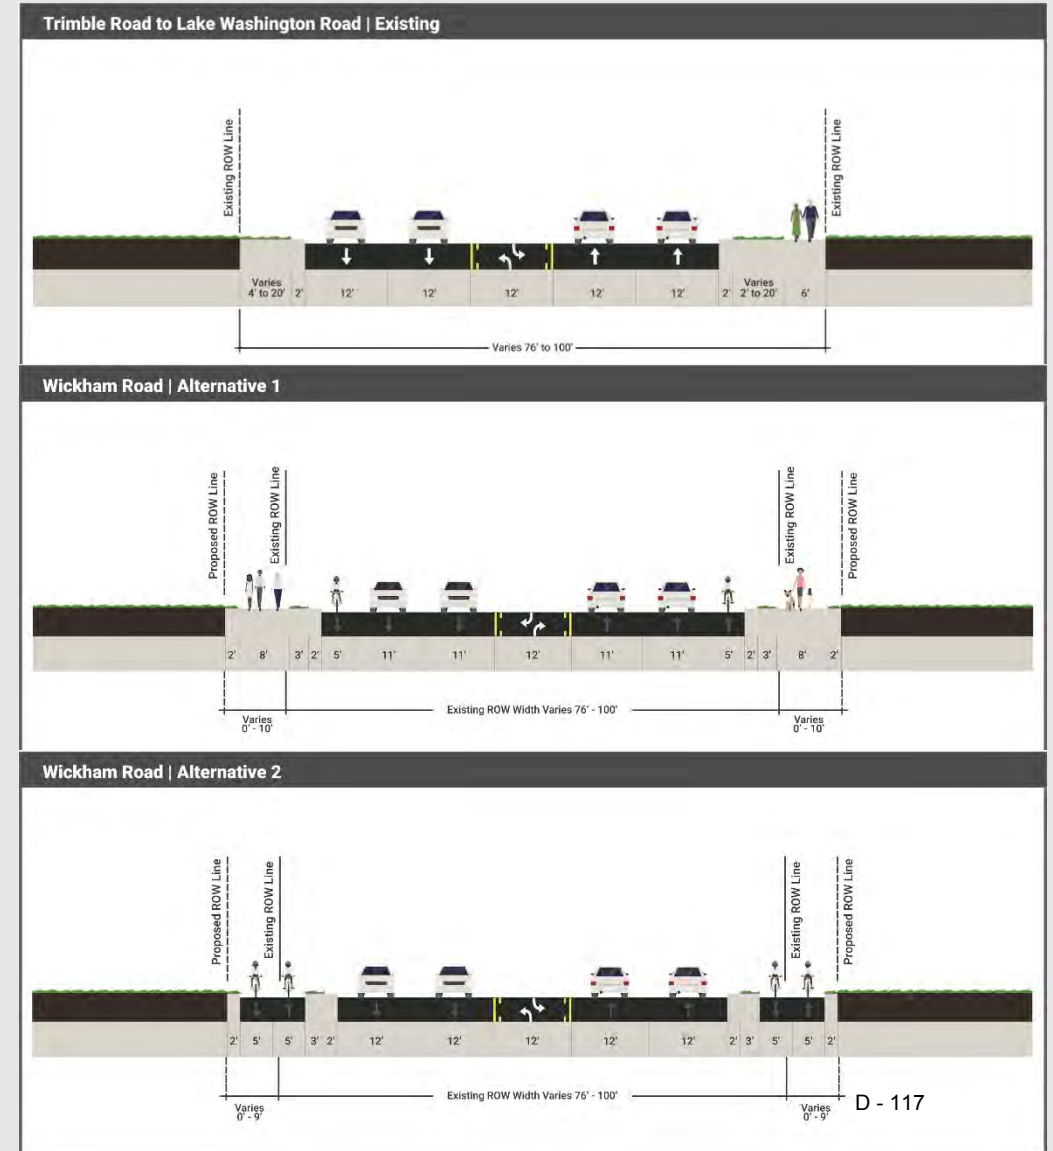 Trimble Road to Lake Washington Road | Existing
Existing ROW Line
Existing ROW Line
Varies
4' to 20'
2'
12'
12'
12'
12'
12'
2'
Varies
2' to 20'
6'
Varies 76' to 100'
Wickham Road | Alternative 1
Proposed ROW Line
Existing ROW Line
Existing ROW Line
Proposed ROW Line
2'
8'
3'
2'
5'
11'
11'
12'
11'
11'
5'
2'
3'
8'
2'
Existing ROW Width Varies 76' - 100'
Varies
0' - 10'
Varies
0' - 10'
Wickham Road | Alternative 2
Proposed ROW Line
Existing ROW Line
Existing ROW Line
Proposed ROW Line
2'
5'
5'
3'
2'
12'
12'
12'
12'
12'
2'
3'
5'
5'
2'
Existing ROW Width Varies 76' - 100'
Varies
0' - 9'
Varies
0' - 9'
D - 117